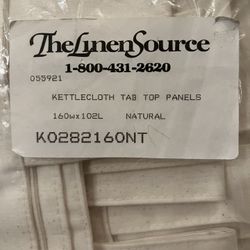 TheLinenSource
1-800-431-2620
055921
KETTLECLOTH TAB TOP PANELS
160wx102L NATURAL
K0282160NT